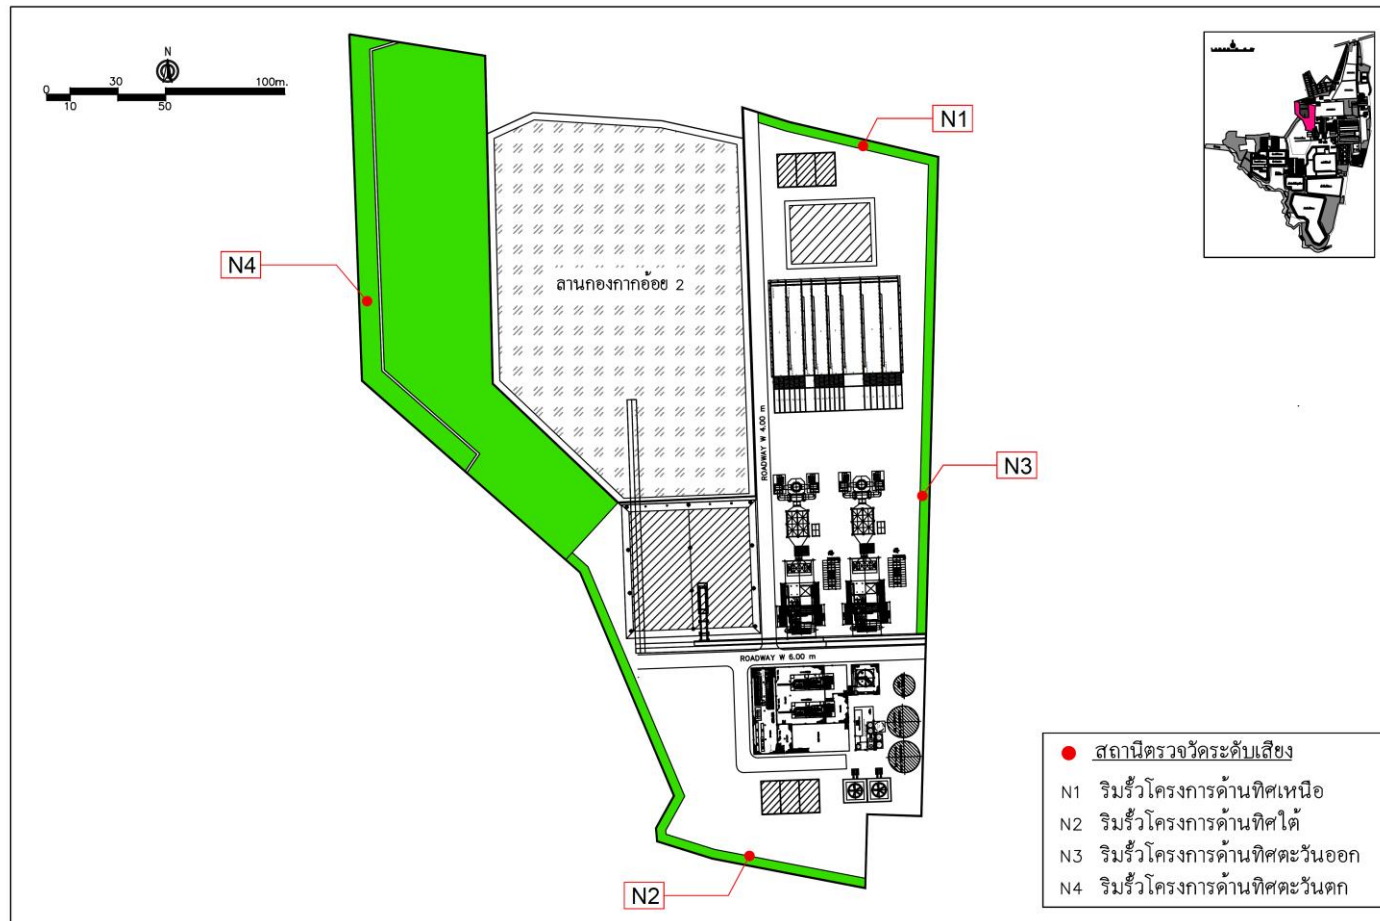 N
0 30 100m.
10 50
N1
N4
ลานกองกากอ้อย 2
ROADWAY W 4.00 m
N3
ROADWAY W 6.00 m
N2
สถานีตรวจวัดระดับเสียง
N1 ริมรั้วโครงการด้านทิศเหนือ
N2 ริมรั้วโครงการด้านทิศใต้
N3 ริมรั้วโครงการด้านทิศตะวันออก
N4 ริมรั้วโครงการด้านทิศตะวันตก